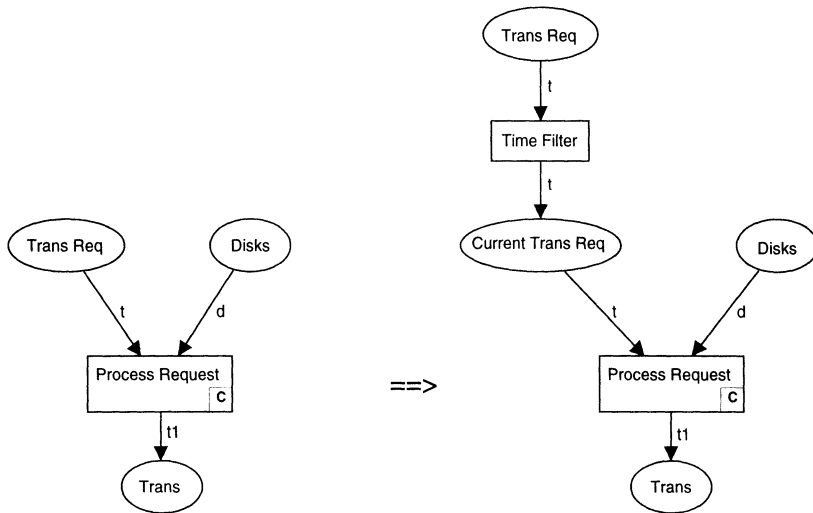 Trans Req
t
Time Filter
t
Trans Req
Disks
Current Trans Req
Disks
t
d
t
d
Process Request
C
==>
Process Request
C
t1
t1
Trans
Trans